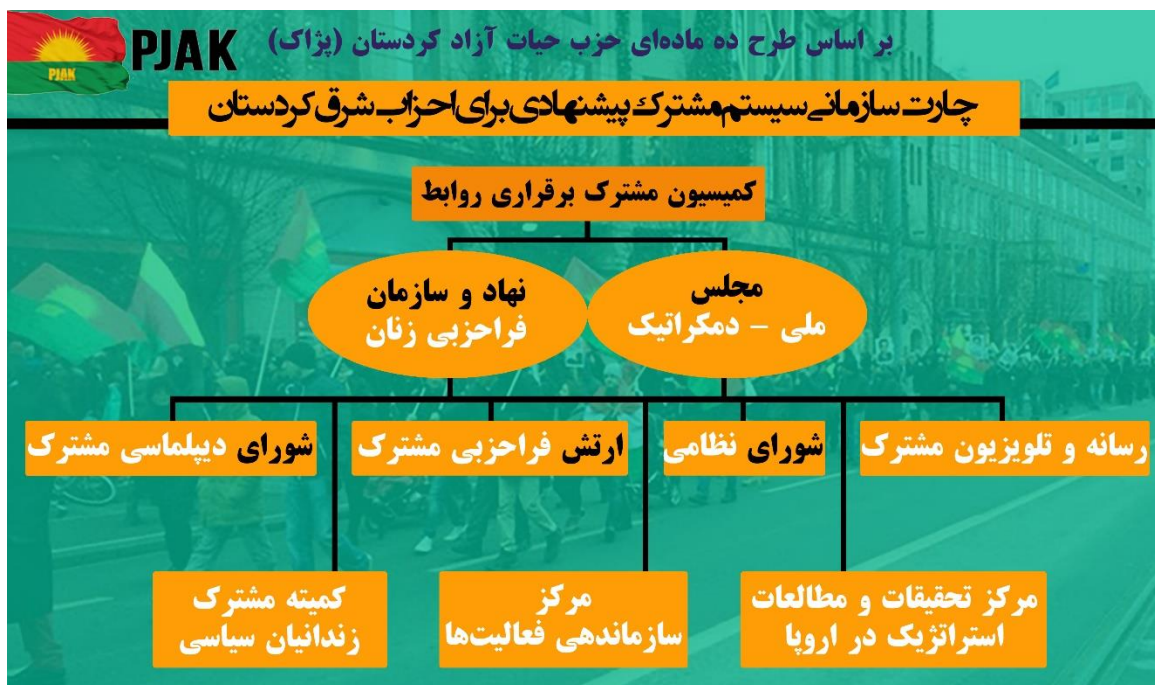 بر اساس طرح ده ماده‌ای حزب حیات آزاد کردستان (پژاک)
PJAK
PJAK
چارت سازمانی سیستم مشترک پیشنهادی برای احزاب شرق کردستان
کمیسیون مشترک برقراری روابط
مجلس
ملی - دمکراتیک
نهاد و سازمان
فراحزبی زنان
رسانه و تلویزیون مشترک
شورای نظامی
ارتش فراحزبی مشترک
شورای دیپلماسی مشترک
مرکز تحقیقات و مطالعات
استراتژیک در اروپا
مرکز
سازماندهی فعالیت‌ها
کمیته مشترک
زندانیان سیاسی